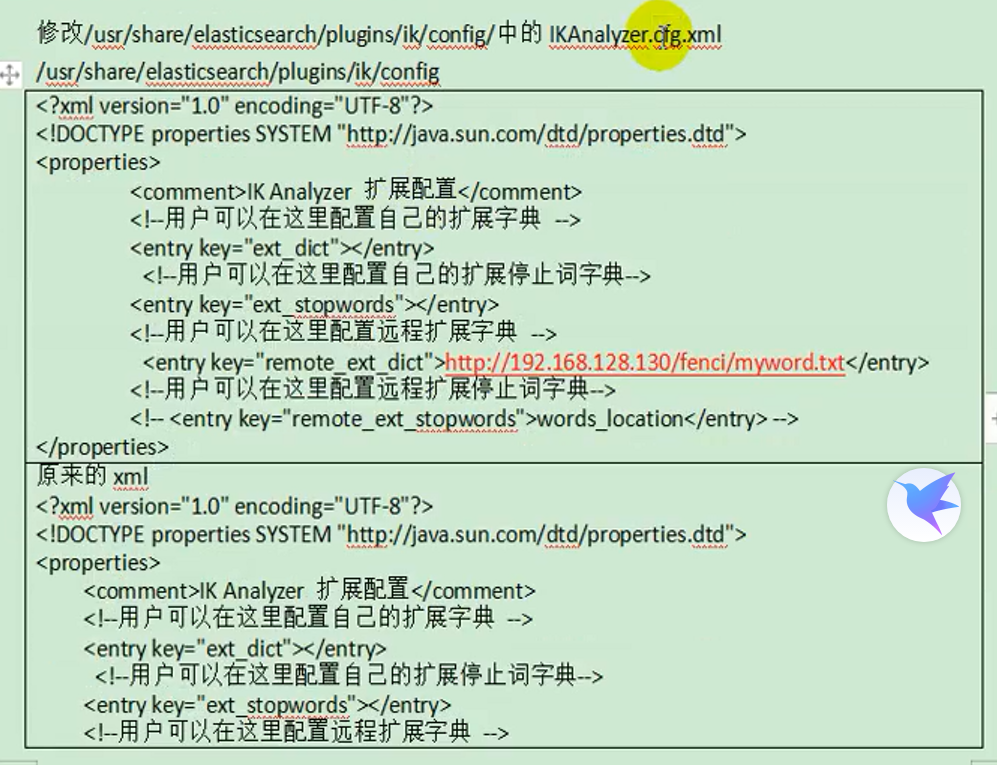 修改/usr/share/elasticsearch/plugins/ik/config/中的 IKAnalyzer.cfg.xml
/usr/share/elasticsearch/plugins/ik/config
<?xml version="1.0" encoding="UTF-8"?>
<!DOCTYPE properties SYSTEM "http://java.sun.com/dtd/properties.dtd">
<properties>
<comment>IK Analyzer 扩展配置</comment>
<!--用户可以在这里配置自己的扩展字典 -->
<entry key="ext_dict"></entry>
<!--用户可以在这里配置自己的扩展停止词字典-->
<entry key="ext_stopwords"></entry>
<!--用户可以在这里配置远程扩展字典 -->
<entry key="remote_ext_dict">http://192.168.128.130/fenci/myword.txt</entry>
<!--用户可以在这里配置远程扩展停止词字典-->
<!-- <entry key="remote_ext_stopwords">words_location</entry> -->
</properties>
原来的 xml
<?xml version="1.0" encoding="UTF-8"?>
<!DOCTYPE properties SYSTEM "http://java.sun.com/dtd/properties.dtd">
<properties>
<comment>IK Analyzer 扩展配置</comment>
<!--用户可以在这里配置自己的扩展字典 -->
<entry key="ext_dict"></entry>
<!--用户可以在这里配置自己的扩展停止词字典-->
<entry key="ext_stopwords"></entry>
<!--用户可以在这里配置远程扩展字典 -->